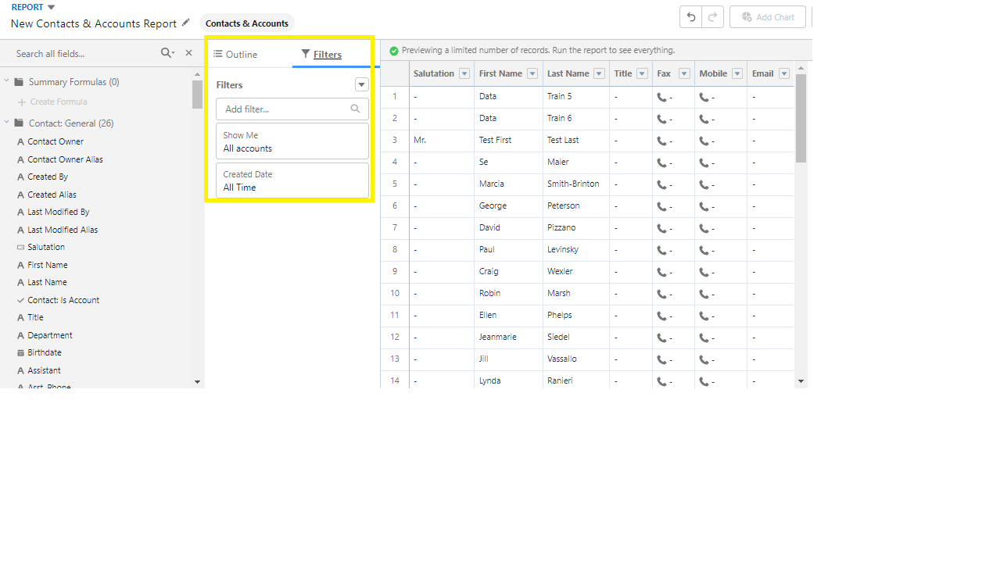 REPORT
New Contacts & Accounts Report
Contacts & Accounts
Add Chart
Search all fields...
Summary Formulas (0)
Create Formula
Contact: General (26)
Contact Owner
Contact Owner Alias
Created By
Created Alias
Last Modified By
Last Modified Alias
Salutation
First Name
Last Name
Contact: Is Account
Title
Department
Birthdate
Assistant
Asst. Phone
Outline
Filters
Filters
Add filter...
Show Me
All accounts
Created Date
All Time
Previewing a limited number of records. Run the report to see everything.
Salutation First Name Last Name Title Fax Mobile Email
1 - Data Train 5 - - - -
2 - Data Train 6 - - - -
3 Mr. Test First Test Last - - - -
4 - Se Maier - - - -
5 - Marcia Smith-Brinton - - - -
6 - George Peterson - - - -
7 - David Pizzano - - - -
8 - Paul Levinsky - - - -
9 - Craig Wexler - - - -
10 - Robin Marsh - - - -
11 - Ellen Phelps - - - -
12 - Jeanmarie Siedel - - - -
13 - Jill Vassallo - - - -
14 - Lynda Ranieri - - - -